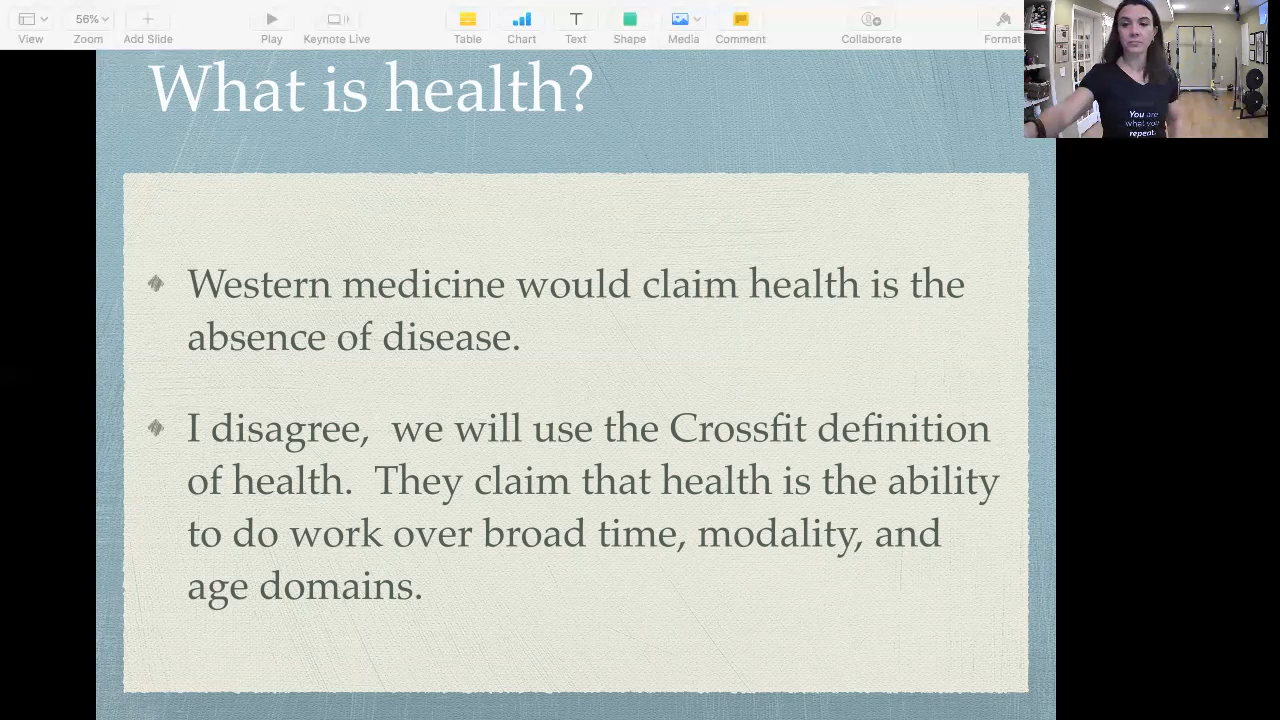 View
56%
Zoom
Add Slide
Play
Keynote Live
Table
Chart
Text
Shape
Media
Comment
Collaborate
Format
What is health?
Western medicine would claim health is the
absence of disease.
I disagree, we will use the Crossfit definition
of health. They claim that health is the ability
to do work over broad time, modality, and
age domains.
You are
what you
repeat.